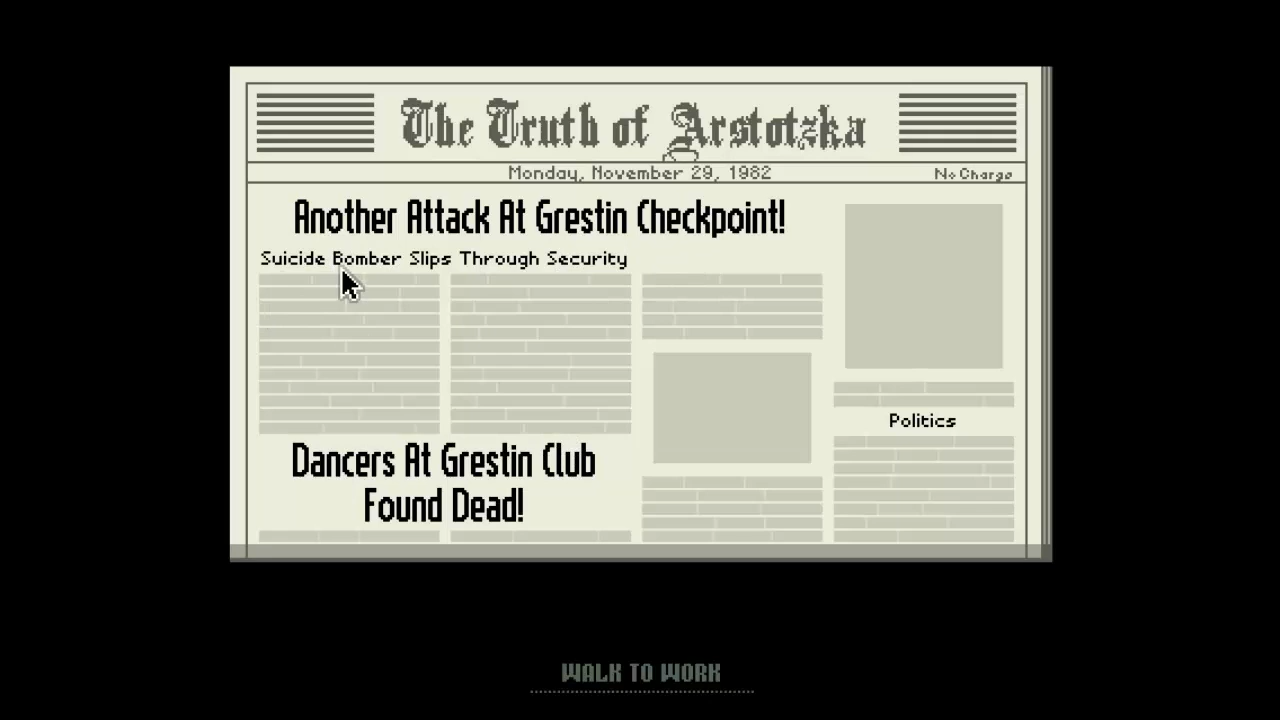 The Truth of Arstotzka
Monday, November 29, 1982
No Charge
Another Attack At Grestin Checkpoint!
Suicide Bomber Slips Through Security
Dancers At Grestin Club
Found Dead!
Politics
WALK TO WORK